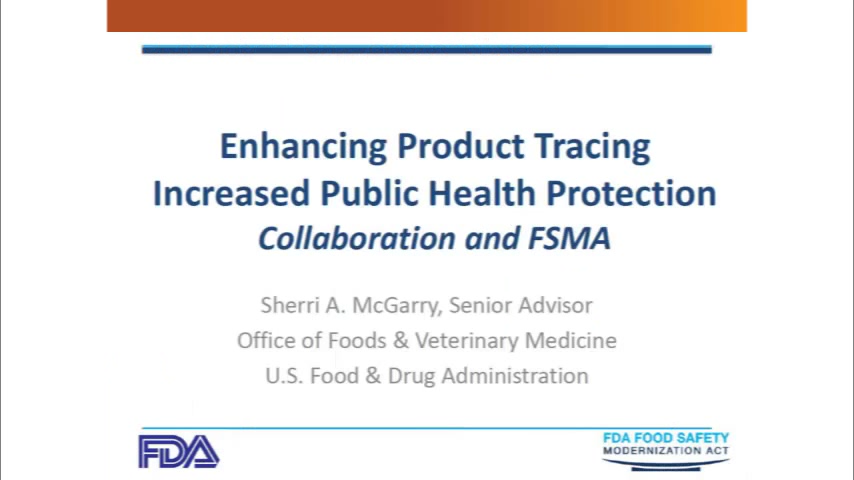 Enhancing Product Tracing
Increased Public Health Protection
Collaboration and FSMA
Sherri A. McGarry, Senior Advisor
Office of Foods & Veterinary Medicine
U.S. Food & Drug Administration
FDA
FDA FOOD SAFETY
MODERNIZATION ACT